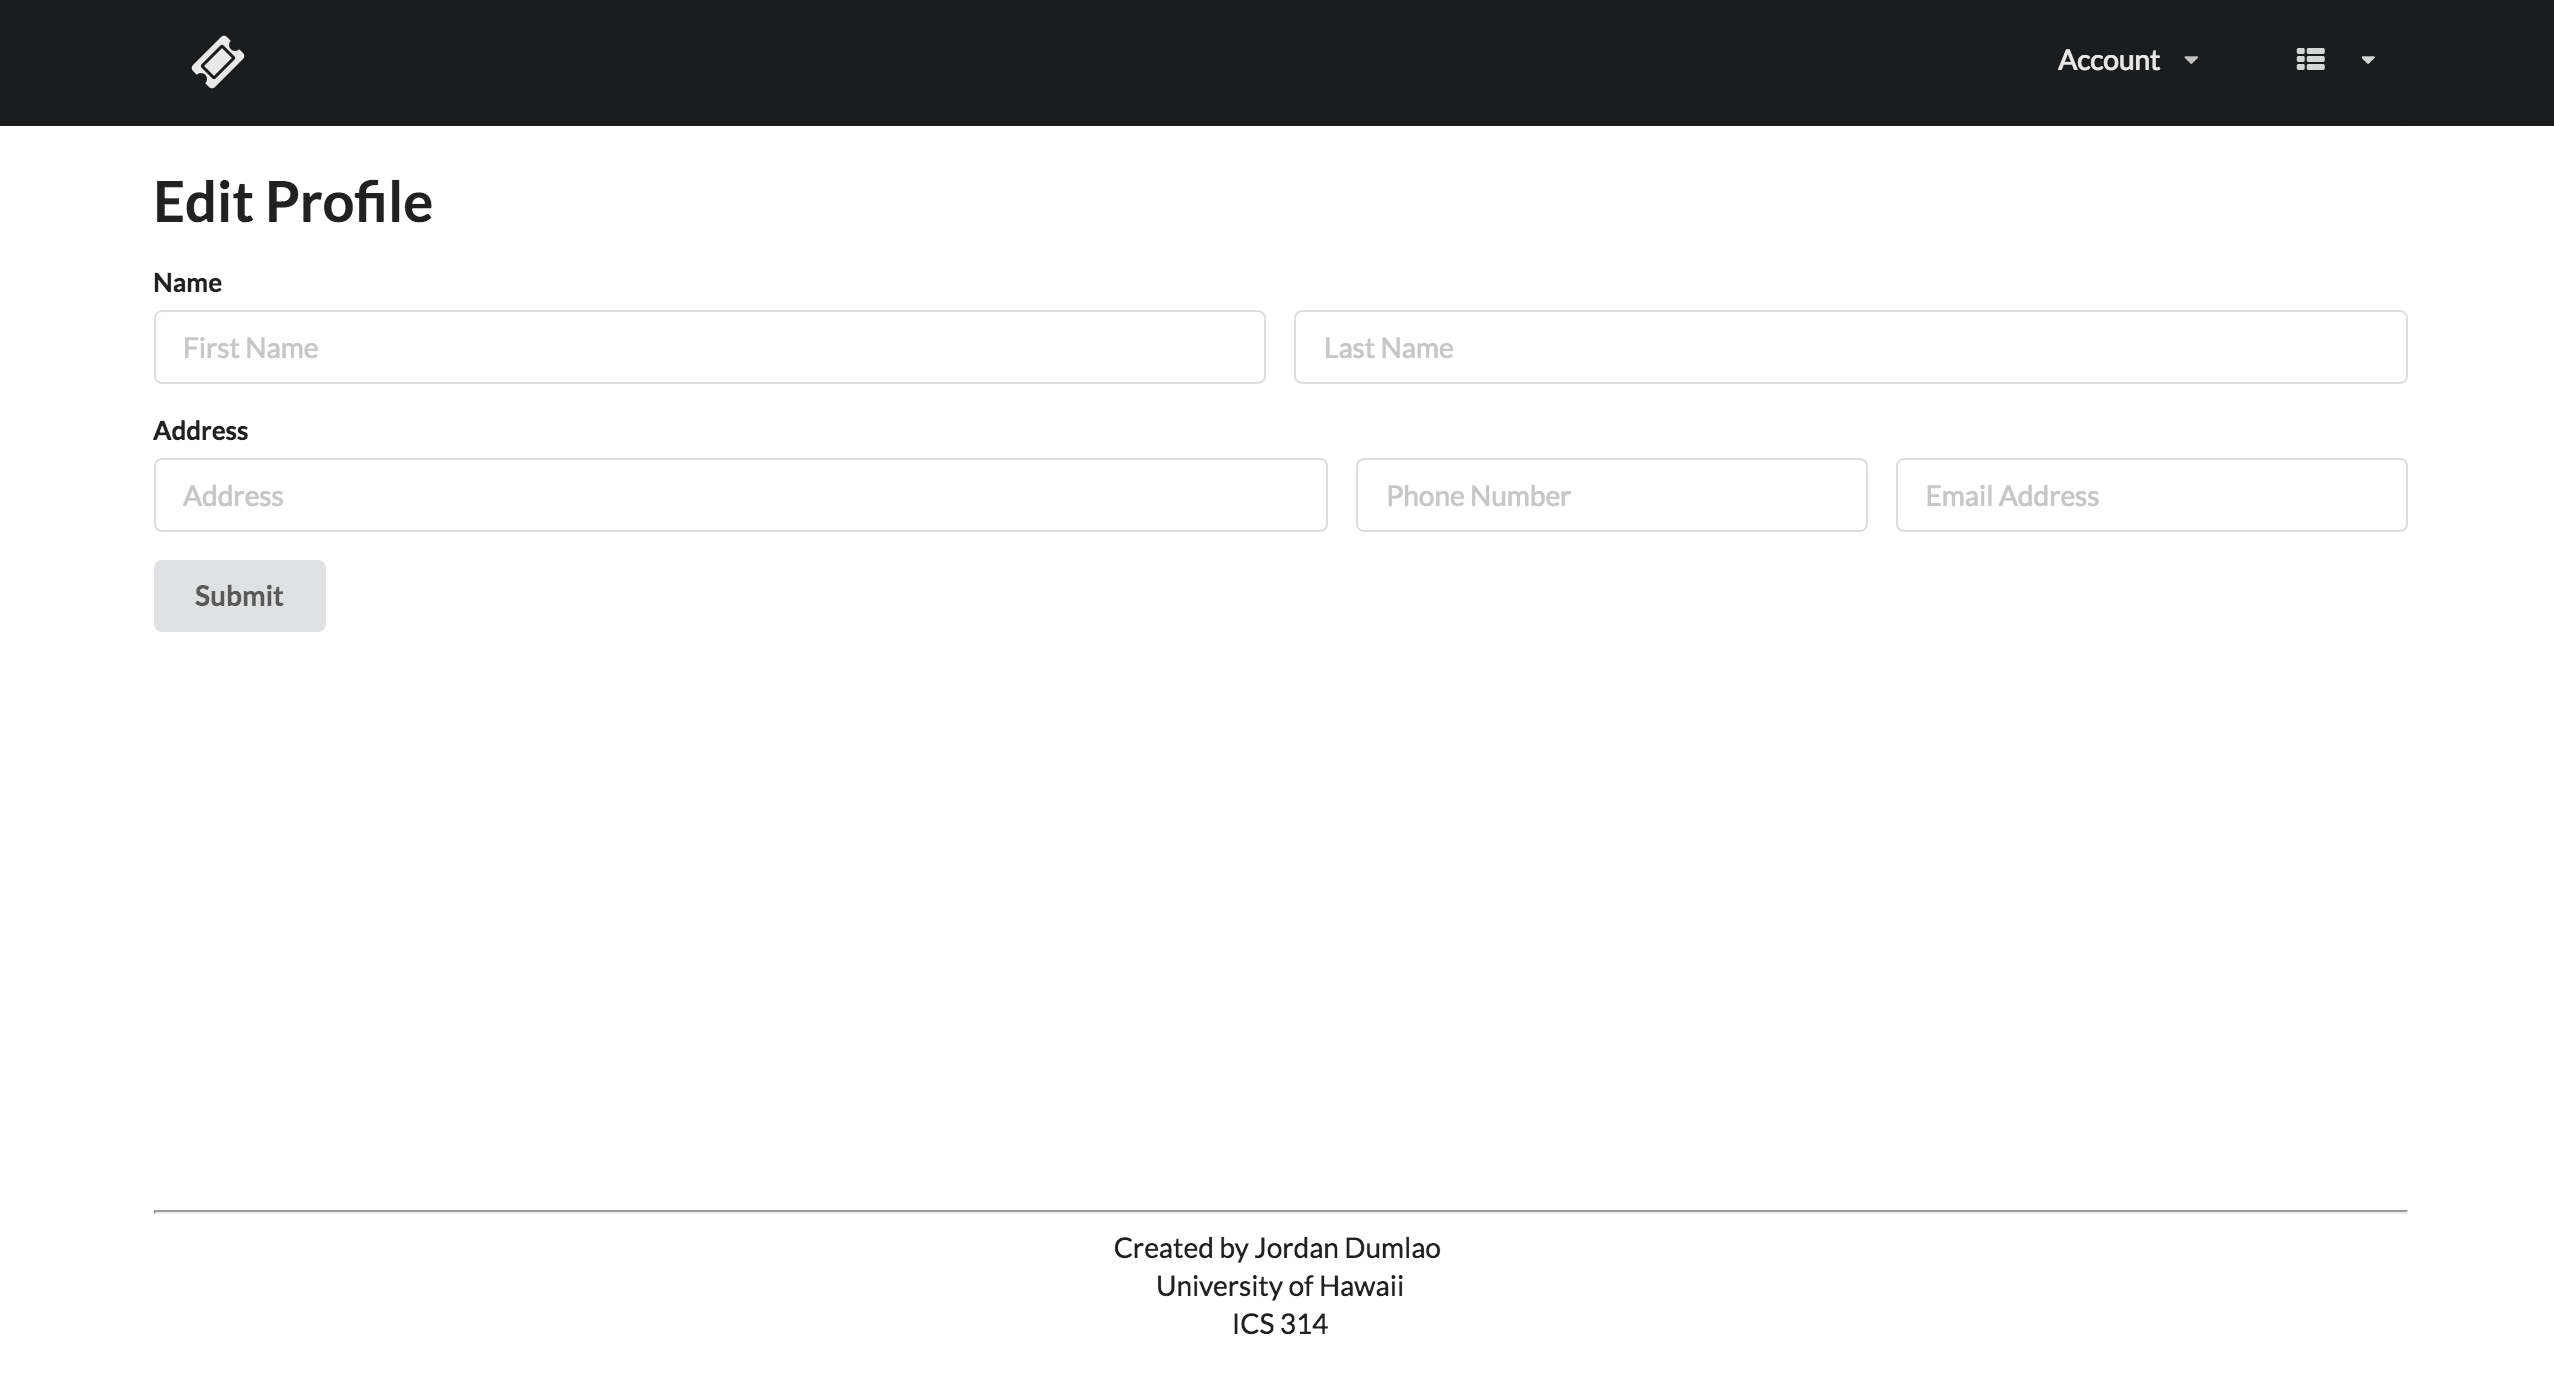 Account
Edit Profile
Name
First Name Last Name
Address
Address Phone Number Email Address
Submit
Created by Jordan Dumlao
University of Hawaii
ICS 314